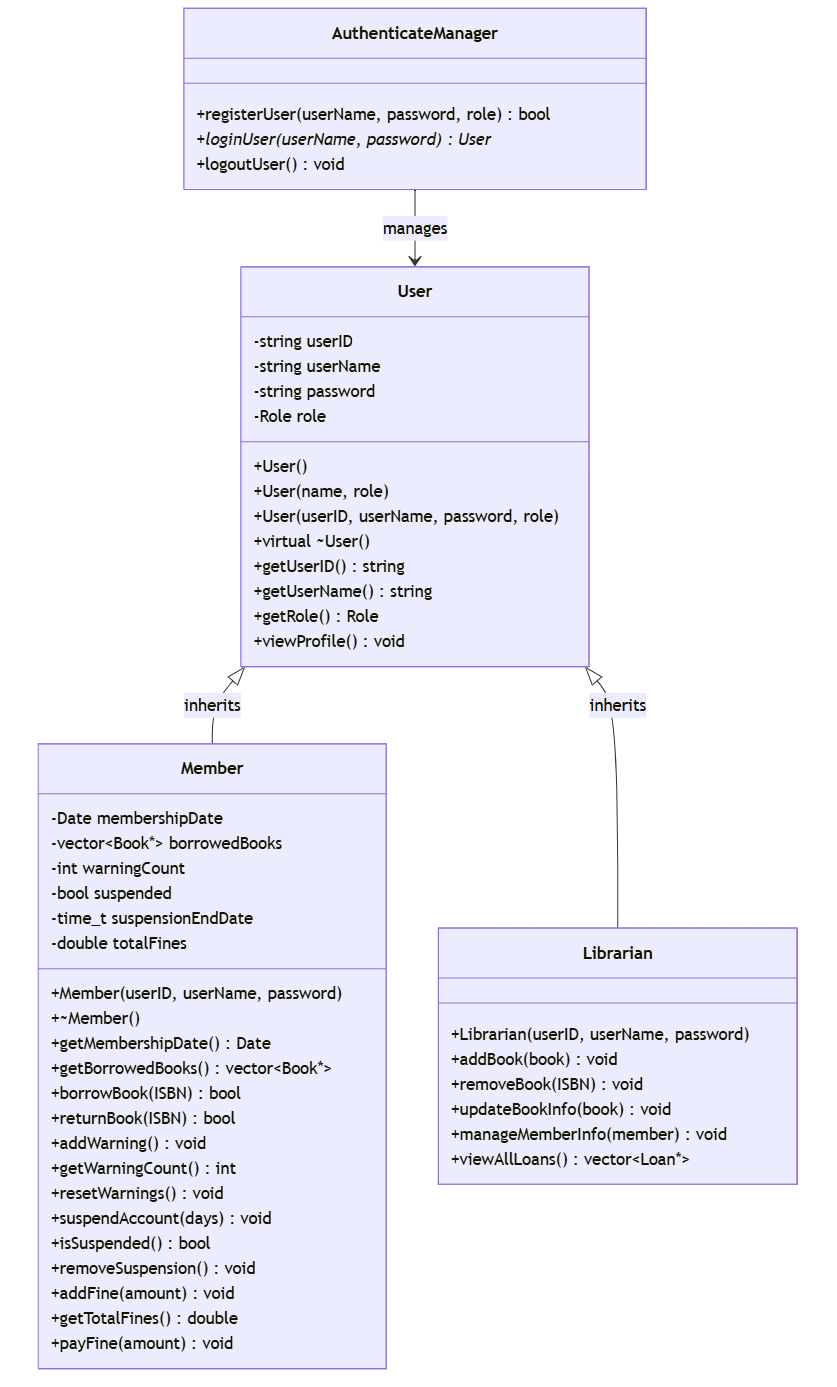 AuthenticateManager
+registerUser(userName, password, role) : bool
+loginUser(userName, password) : User
+logoutUser() : void
manages
User
-string userID
-string userName
-string password
-Role role
+User()
+User(name, role)
+User(userID, userName, password, role)
+virtual ~User()
+getUserID() : string
+getUserName() : string
+getRole() : Role
+viewProfile() : void
inherits
inherits
Member
-Date membershipDate
-vector<Book*> borrowedBooks
-int warningCount
-bool suspended
-time_t suspensionEndDate
-double totalFines
+Member(userID, userName, password)
+~Member()
+getMembershipDate() : Date
+getBorrowedBooks() : vector<Book*>
+borrowBook(ISBN) : bool
+returnBook(ISBN) : bool
+addWarning() : void
+getWarningCount() : int
+resetWarnings() : void
+suspendAccount(days) : void
+isSuspended() : bool
+removeSuspension() : void
+addFine(amount) : void
+getTotalFines() : double
+payFine(amount) : void
Librarian
+Librarian(userID, userName, password)
+addBook(book) : void
+removeBook(ISBN) : void
+updateBookInfo(book) : void
+manageMemberInfo(member) : void
+viewAllLoans() : vector<Loan*>